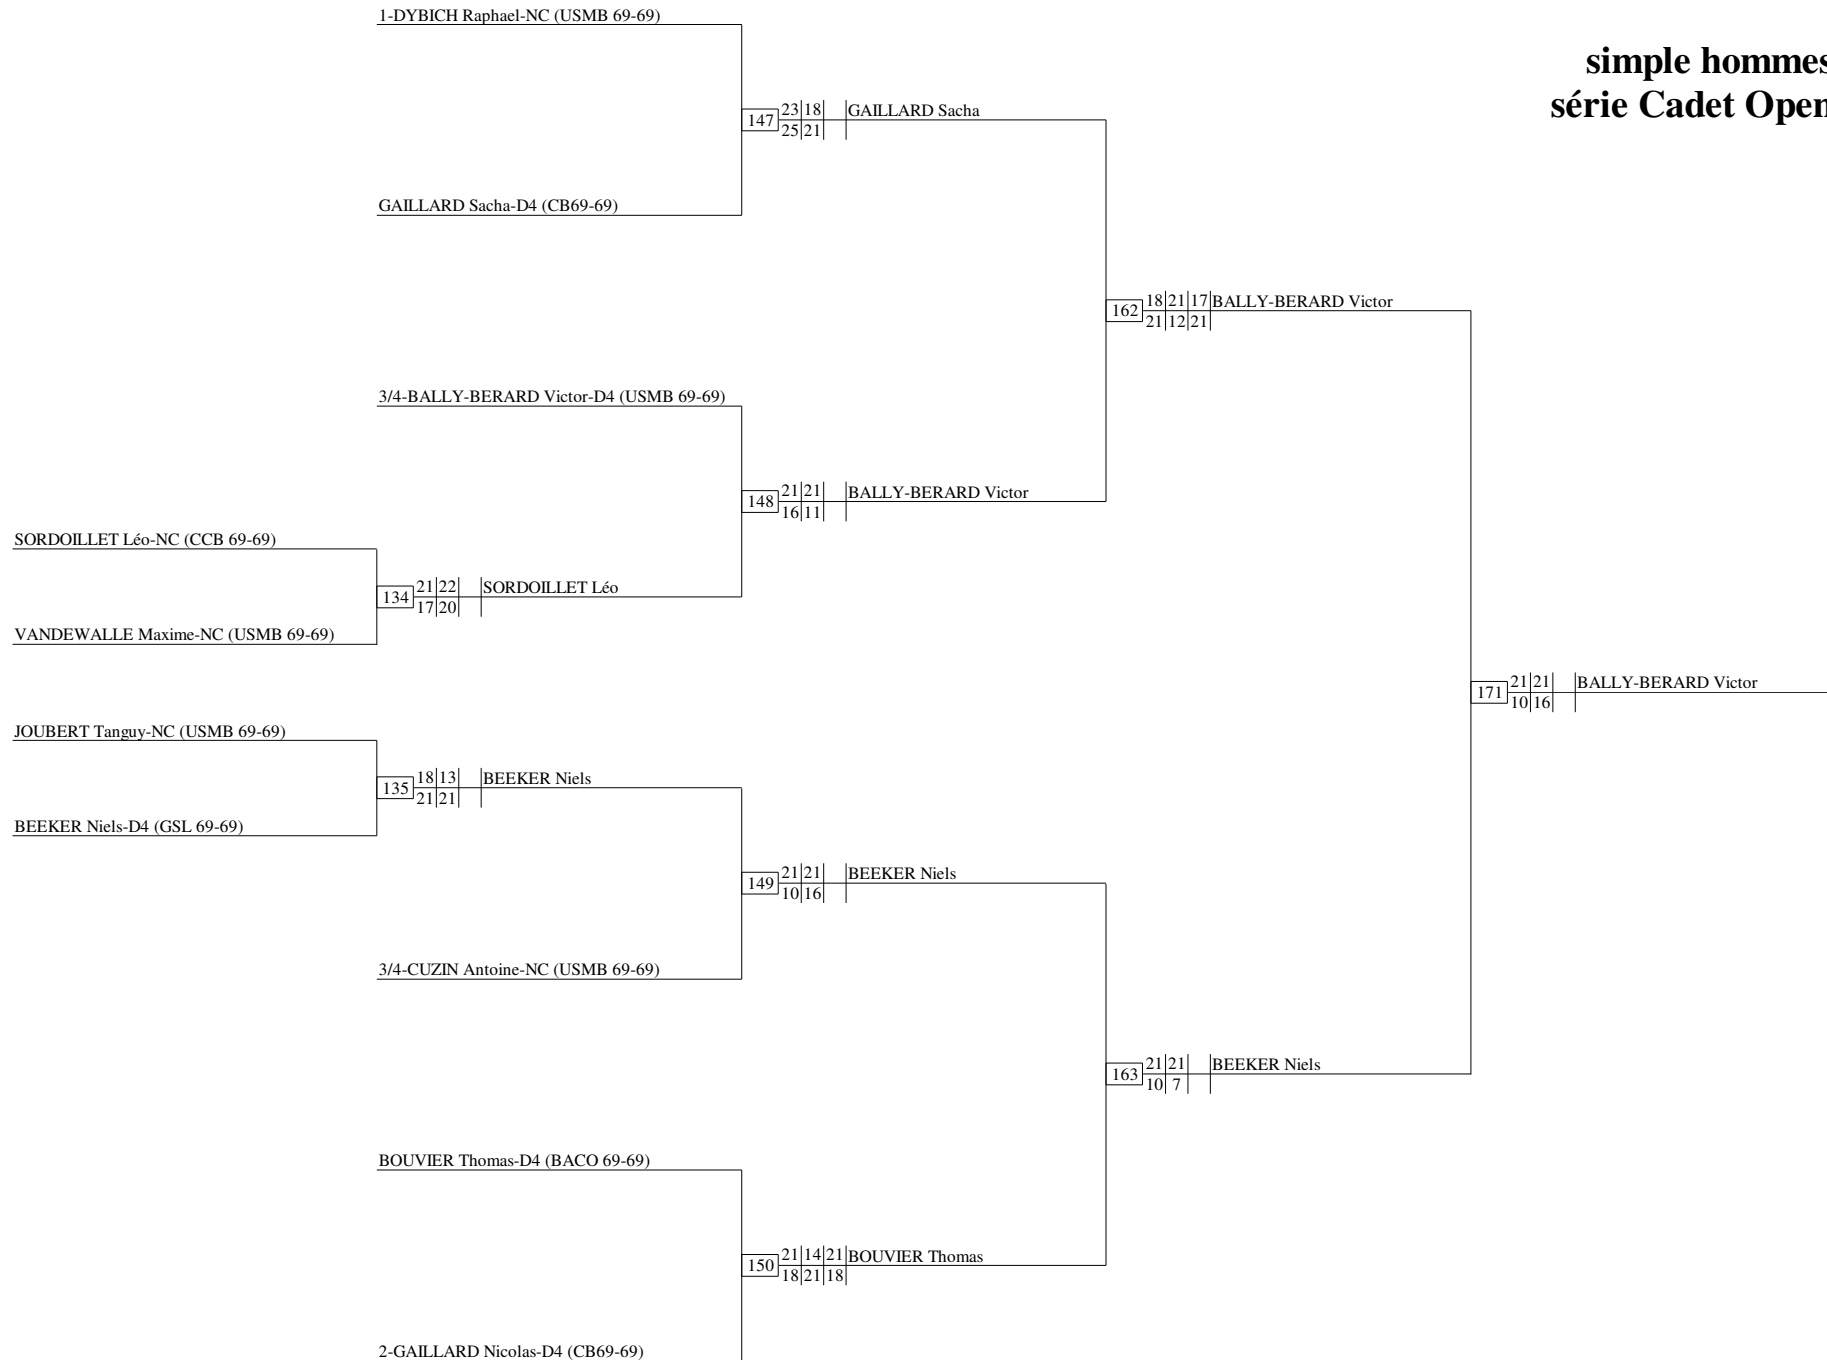 1-DYBICH Raphael-NC (USMB 69-69)
simple hommes
série Cadet Open
147 23 18 GAILLARD Sacha
25 21
GAILLARD Sacha-D4 (CB69-69)
162 18 21 17 BALLY-BERARD Victor
21 12 21
3/4-BALLY-BERARD Victor-D4 (USMB 69-69)
148 21 21 BALLY-BERARD Victor
16 11
SORDOILLET Léo-NC (CCB 69-69)
134 21 22 SORDOILLET Léo
17 20
VANDEWALLE Maxime-NC (USMB 69-69)
171 21 21 BALLY-BERARD Victor
10 16
JOUBERT Tanguy-NC (USMB 69-69)
135 18 13 BEEKER Niels
21 21
BEEKER Niels-D4 (GSL 69-69)
149 21 21 BEEKER Niels
10 16
3/4-CUZIN Antoine-NC (USMB 69-69)
163 21 21 BEEKER Niels
10 7
BOUVIER Thomas-D4 (BACO 69-69)
150 21 14 21 BOUVIER Thomas
18 21 18
2-GAILLARD Nicolas-D4 (CB69-69)